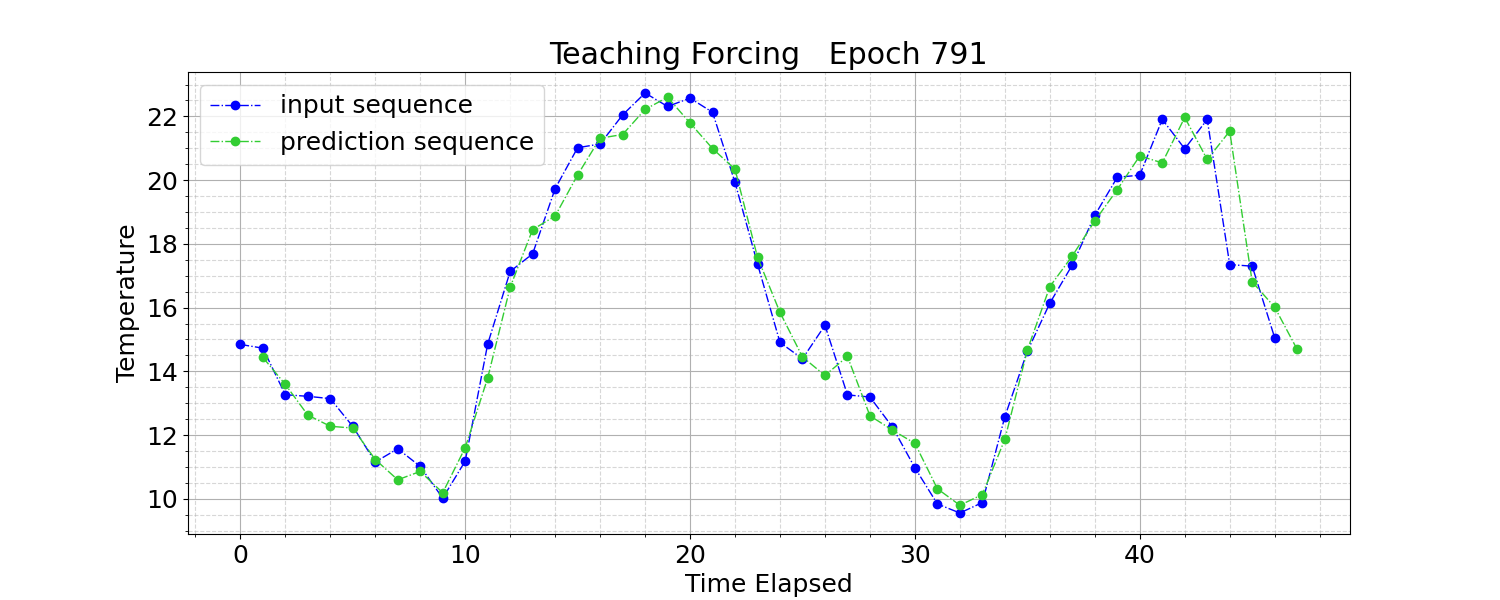 Teaching Forcing   Epoch 791
input sequence
prediction sequence
Temperature
22
20
18
16
14
12
10
0 10 20 30 40
Time Elapsed